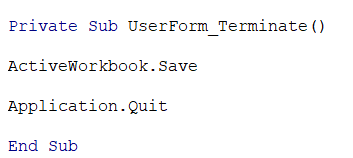 Private Sub UserForm_Terminate()
ActiveWorkbook.Save
Application.Quit
End Sub